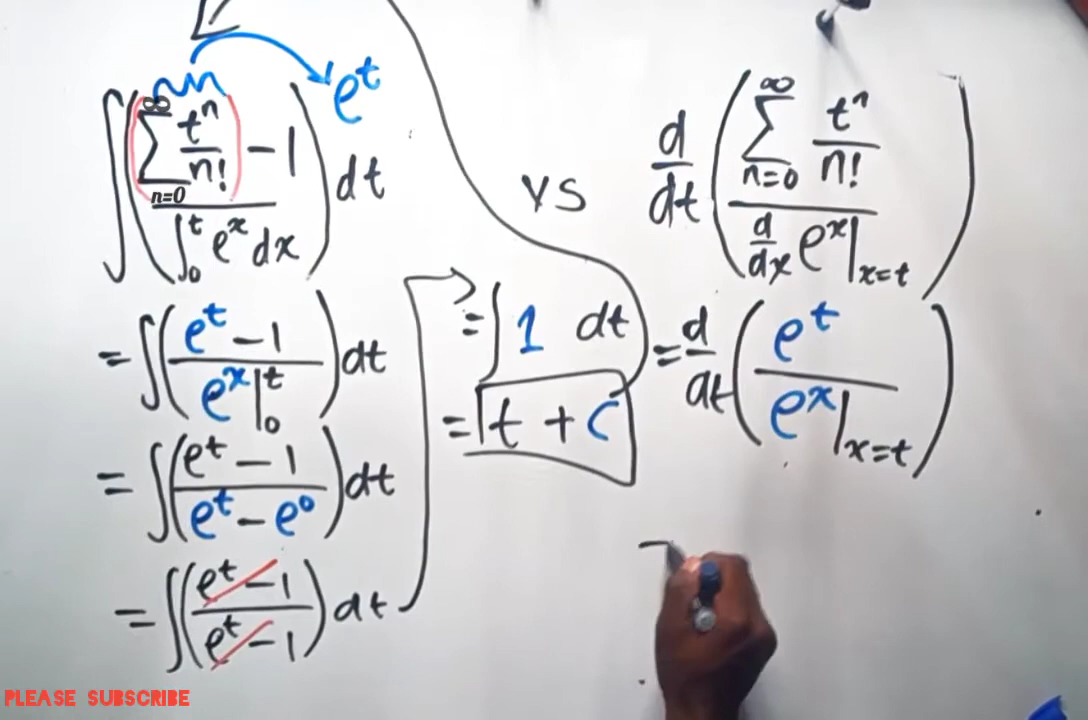 ∫ ( (∑_{n=0}^{∞} t^n/n!) - 1 / ∫_0^t e^x dx ) dt
e^t
= ∫ ( e^t - 1 / e^x |_0^t ) dt
= ∫ ( e^t - 1 / e^t - e^0 ) dt
= ∫ ( e^t - 1 / e^t - 1 ) dt
= ∫ 1 dt
= t + C
VS
d/dt ( ∑_{n=0}^{∞} t^n/n! / d/dx e^x |_{x=t} )
= d/dt ( e^t / e^x |_{x=t} )
PLEASE SUBSCRIBE